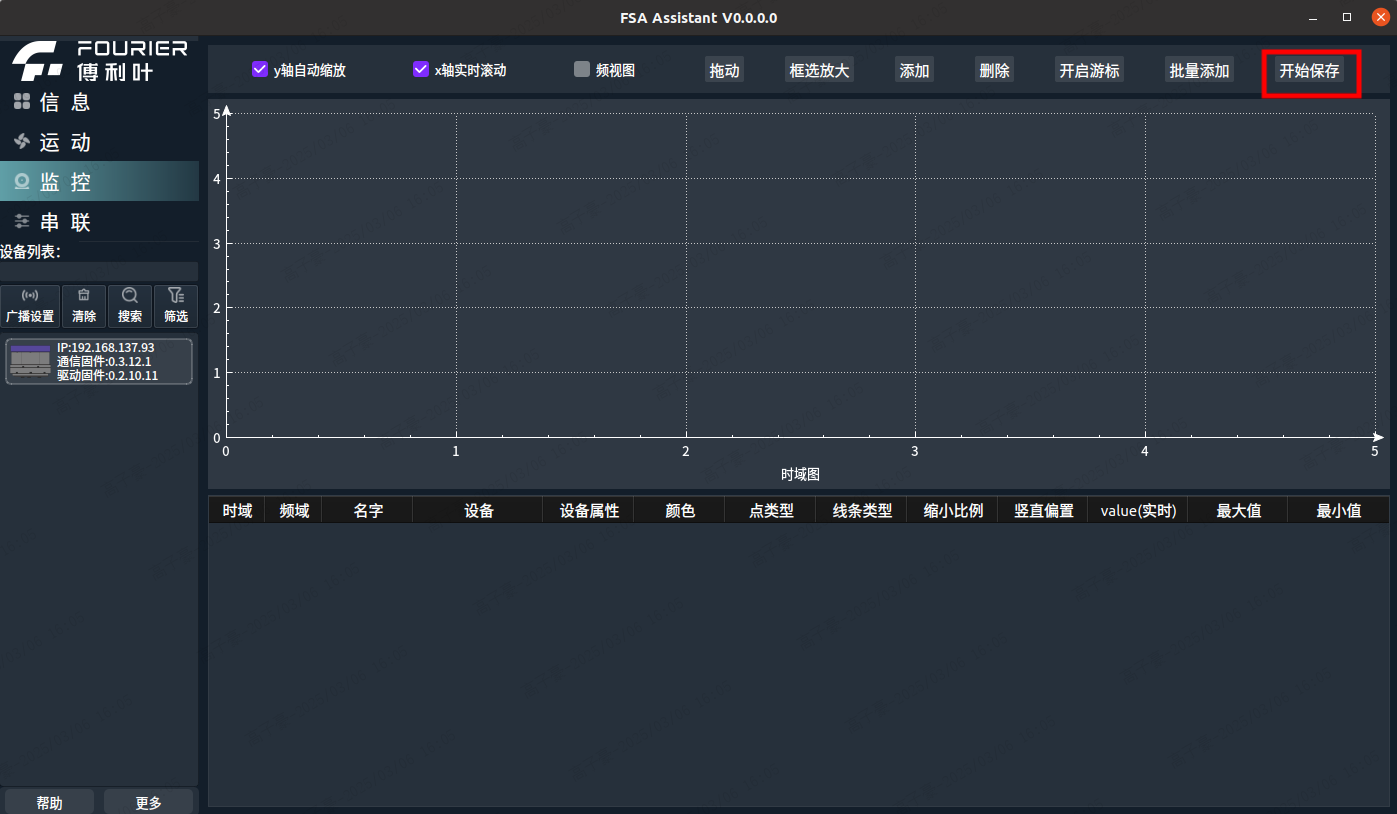 FSA Assistant V0.0.0.0
FOURIER
傅利叶
信 息
运 动
监 控
串 联
设备列表：
广播设置 清除 搜索 筛选
IP:192.168.137.93
通信固件:0.3.12.1
驱动固件:0.2.10.11
帮助 更多
y轴自动缩放 x轴实时滚动 频视图 拖动 框选放大 添加 删除 开启游标 批量添加 开始保存
5
4
3
2
1
0
0 1 2 3 4 5
时域图
时域 频域 名字 设备 设备属性 颜色 点类型 线条类型 缩小比例 竖直偏置 value(实时) 最大值 最小值